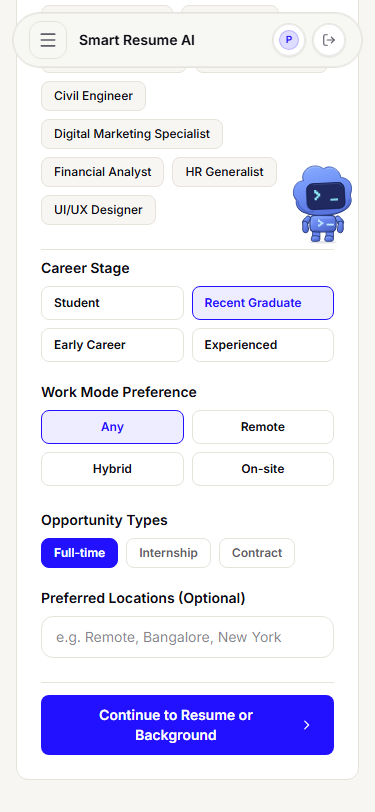 Smart Resume AI
P
Civil Engineer
Digital Marketing Specialist
Financial Analyst HR Generalist
UI/UX Designer
Career Stage
Student Recent Graduate
Early Career Experienced
Work Mode Preference
Any Remote
Hybrid On-site
Opportunity Types
Full-time Internship Contract
Preferred Locations (Optional)
e.g. Remote, Bangalore, New York
Continue to Resume or
Background